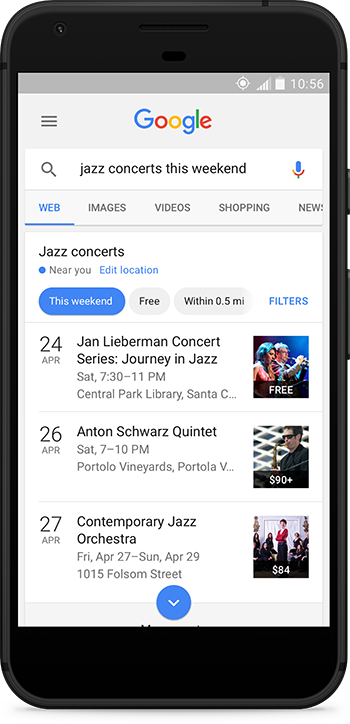 10:56
Google
jazz concerts this weekend
WEB IMAGES VIDEOS SHOPPING NEWS
Jazz concerts
Near you Edit location
This weekend Free Within 0.5 mi FILTERS
24 Jan Lieberman Concert
APR Series: Journey in Jazz
Sat, 7:30–11 PM
Central Park Library, Santa C...
FREE
26 Anton Schwarz Quintet
APR Sat, 7–10 PM
Portolo Vineyards, Portola V...
$90+
27 Contemporary Jazz
APR Orchestra
Fri, Apr 27–Sun, Apr 29
1015 Folsom Street
$84